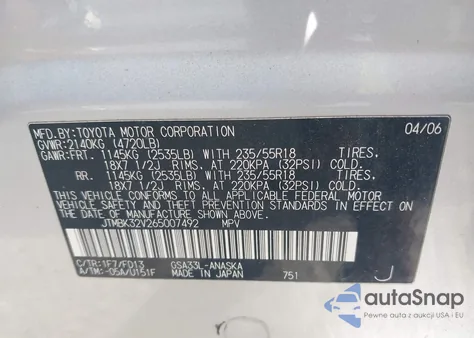 MFD.BY:TOYOTA MOTOR CORPORATION 04/06
GVWR:2140KG (4720LB)
GAWR:FRT. 1145KG (2535LB) WITH 235/55R18 TIRES.
18X7 1/2J RIMS, AT 220KPA (32PSI) COLD.
RR. 1145KG (2535LB) WITH 235/55R18 TIRES.
18X7 1/2J RIMS, AT 220KPA (32PSI) COLD.
THIS VEHICLE CONFORMS TO ALL APPLICABLE FEDERAL MOTOR
VEHICLE SAFETY AND THEFT PREVENTION STANDARDS IN EFFECT
ON THE DATE OF MANUFACTURE SHOWN ABOVE.
JTMBK32V265007492 MPV
C/TR:1F7/FD13 GSA33L-ANASKA
A/TM:-05A/U151F MADE IN JAPAN 751 J
autoSnap
Pewne auta z aukcji w USA i Kanadzie